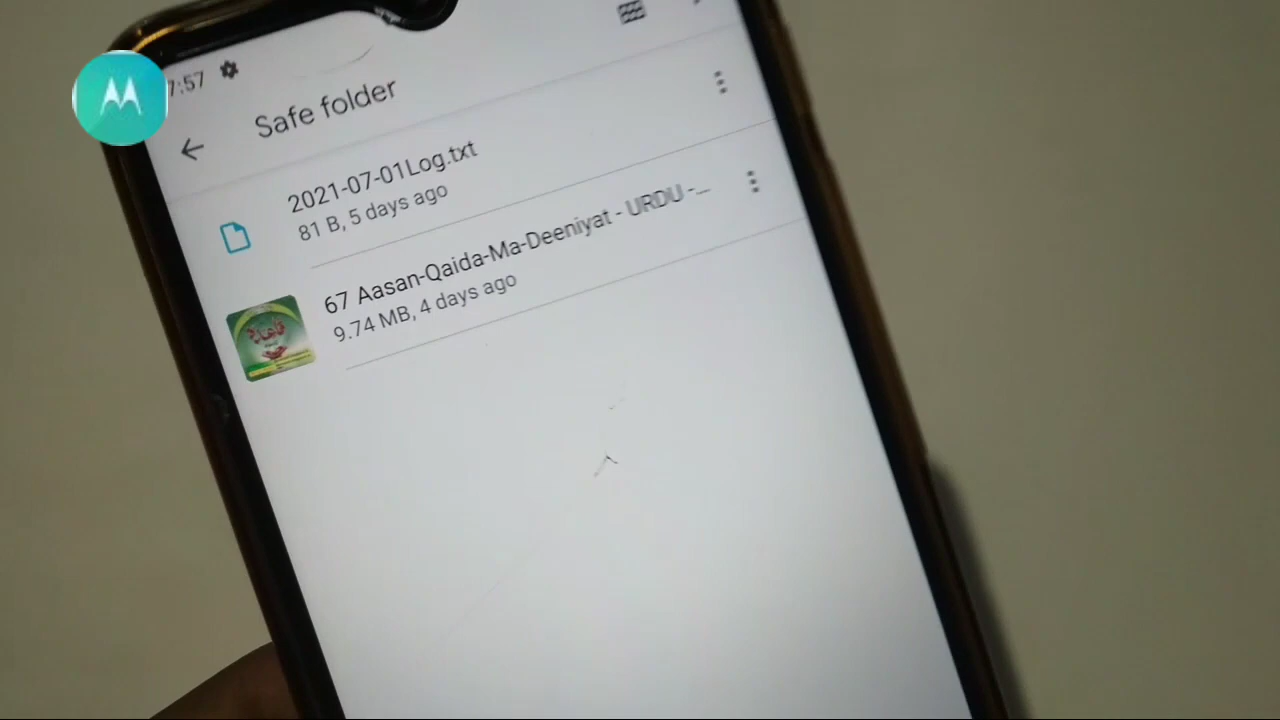 7:57
Safe folder
2021-07-01Log.txt
81 B, 5 days ago
67 Aasan-Qaida-Ma-Deeniyat - URDU -...
9.74 MB, 4 days ago